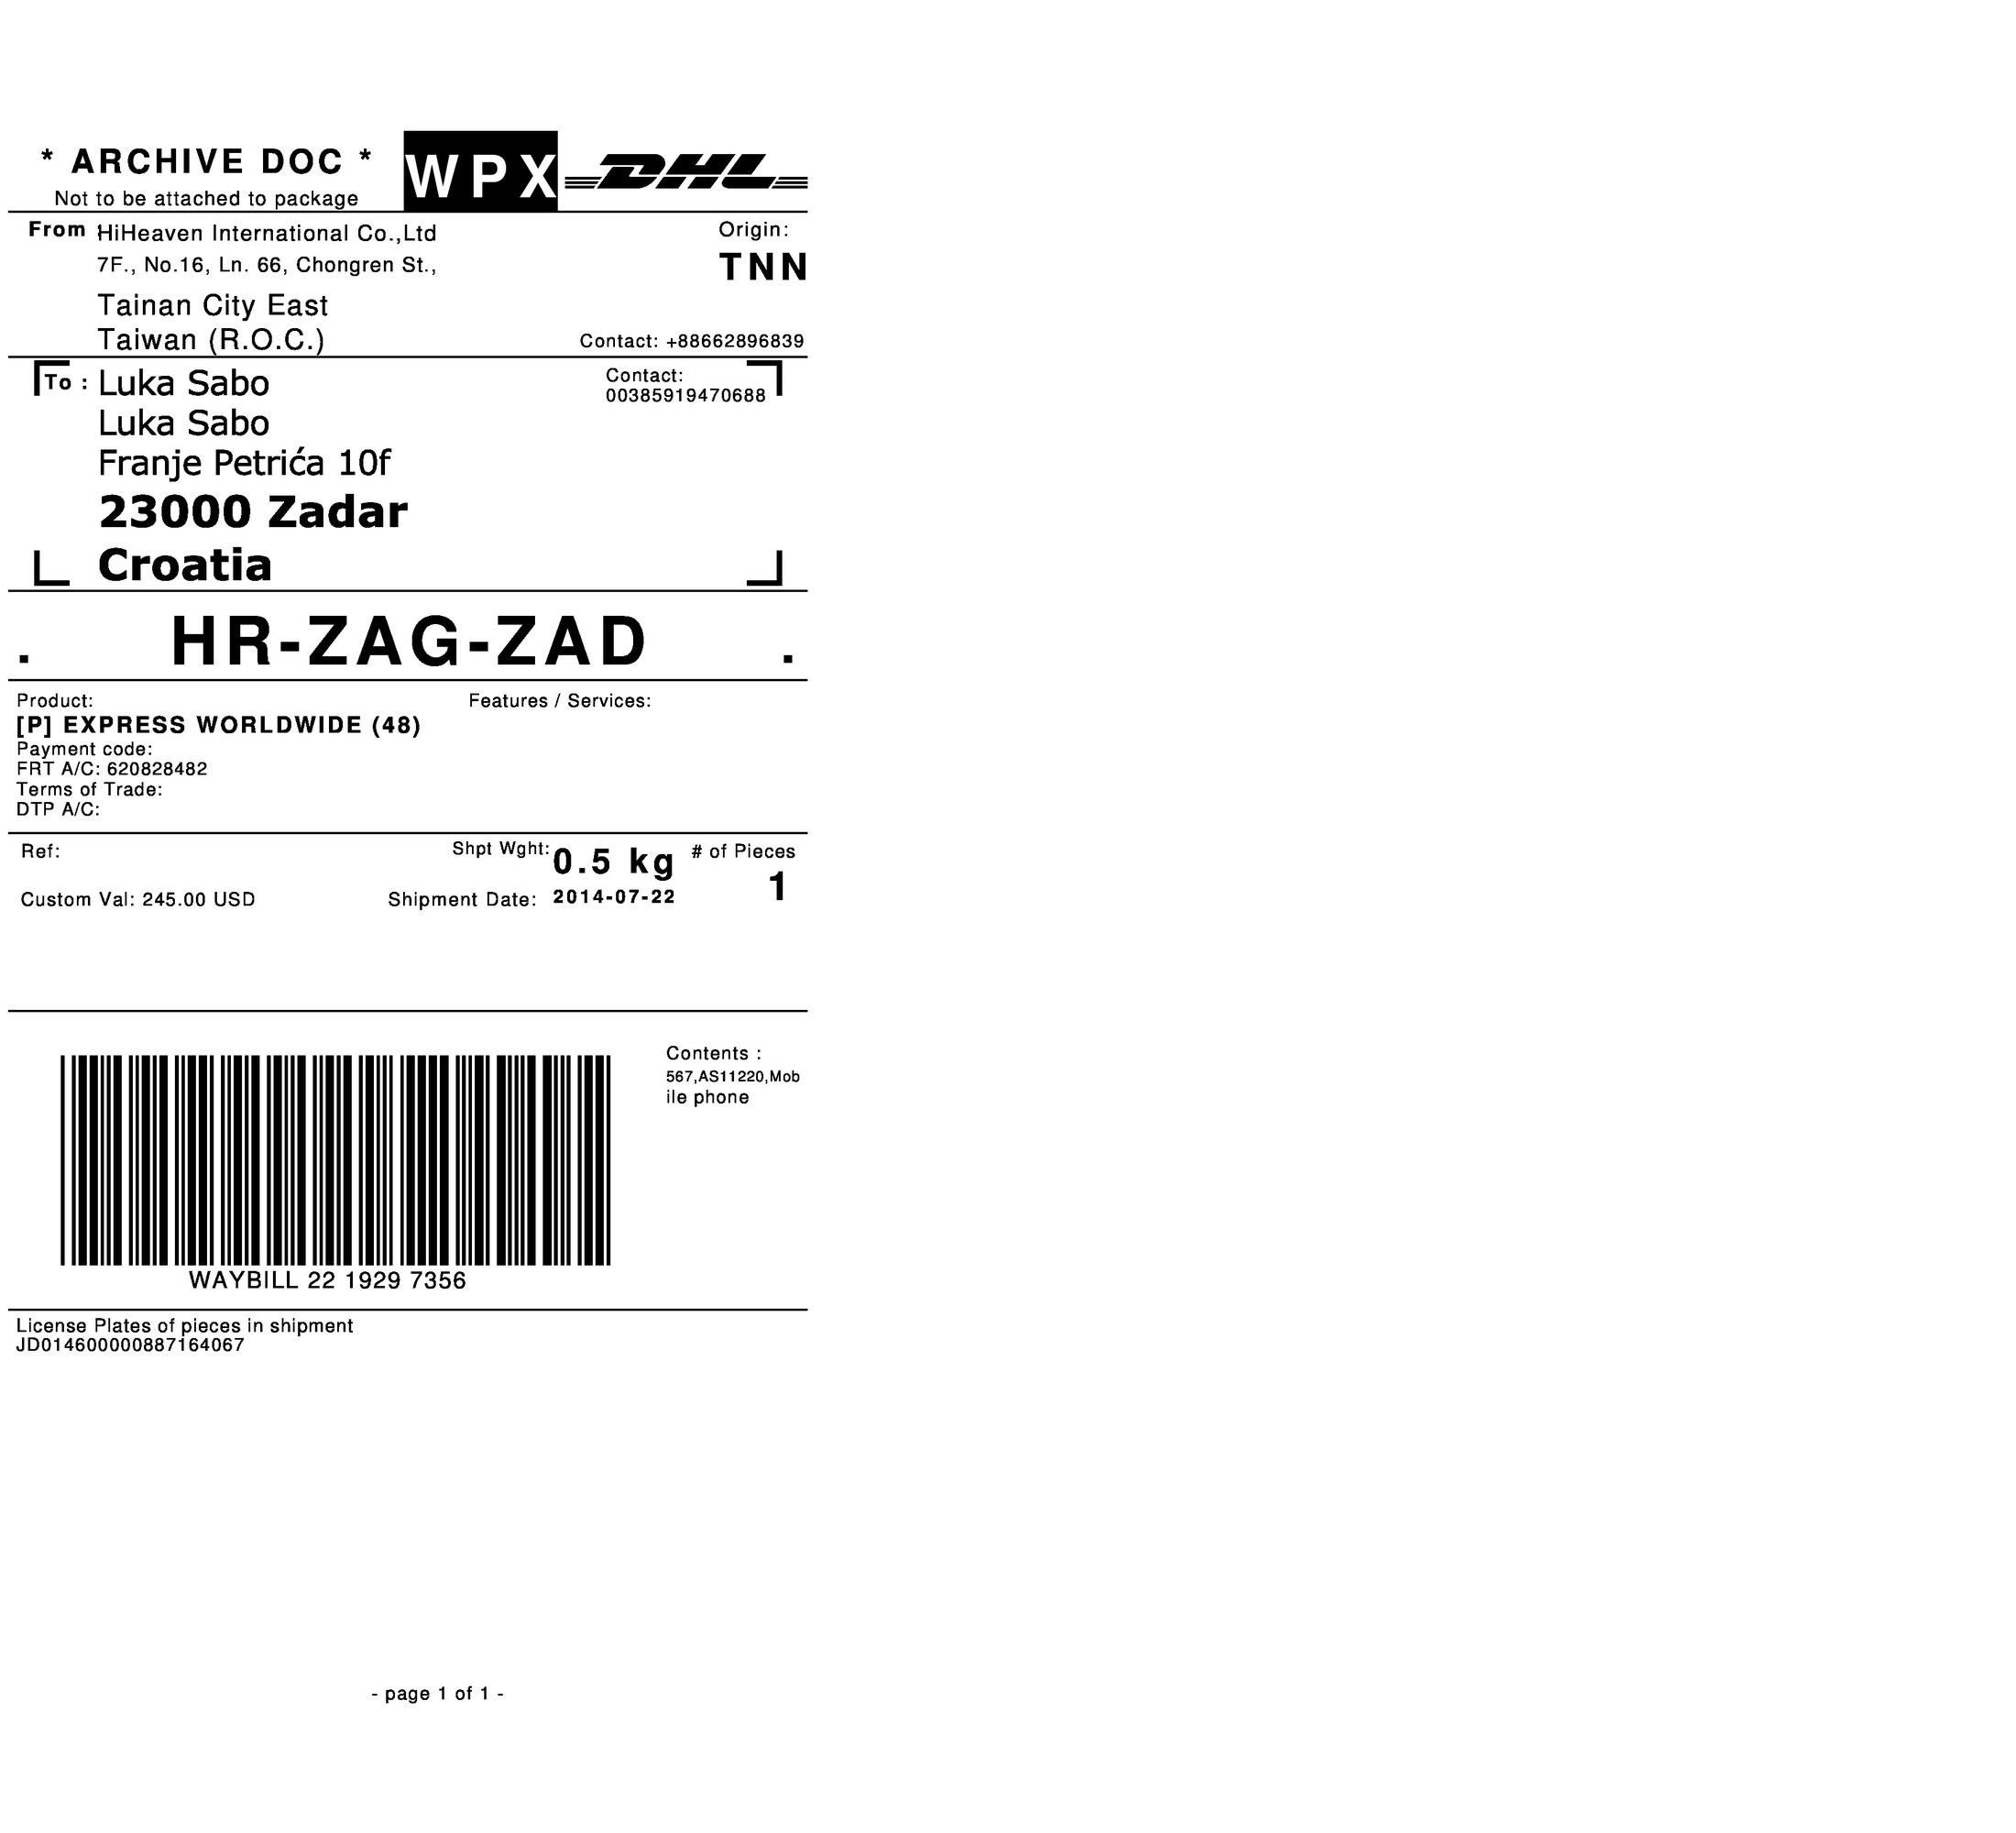 * ARCHIVE DOC *
Not to be attached to package
WPX
DHL
From : HiHeaven International Co.,Ltd
7F., No.16, Ln. 66, Chongren St.,
Tainan City East
Taiwan (R.O.C.)
Origin:
TNN
Contact: +88662896839
To : Luka Sabo
Luka Sabo
Franje Petrića 10f
23000 Zadar
Croatia
Contact:
00385919470688
. HR-ZAG-ZAD .
Product:
[P] EXPRESS WORLDWIDE (48)
Payment code:
FRT A/C: 620828482
Terms of Trade:
DTP A/C:
Features / Services:
Ref:
Shpt Wght: 0.5 kg
# of Pieces
1
Custom Val: 245.00 USD
Shipment Date: 2014-07-22
Contents :
567,AS11220,Mob
ile phone
WAYBILL 22 1929 7356
License Plates of pieces in shipment
JD014600000887164067
- page 1 of 1 -